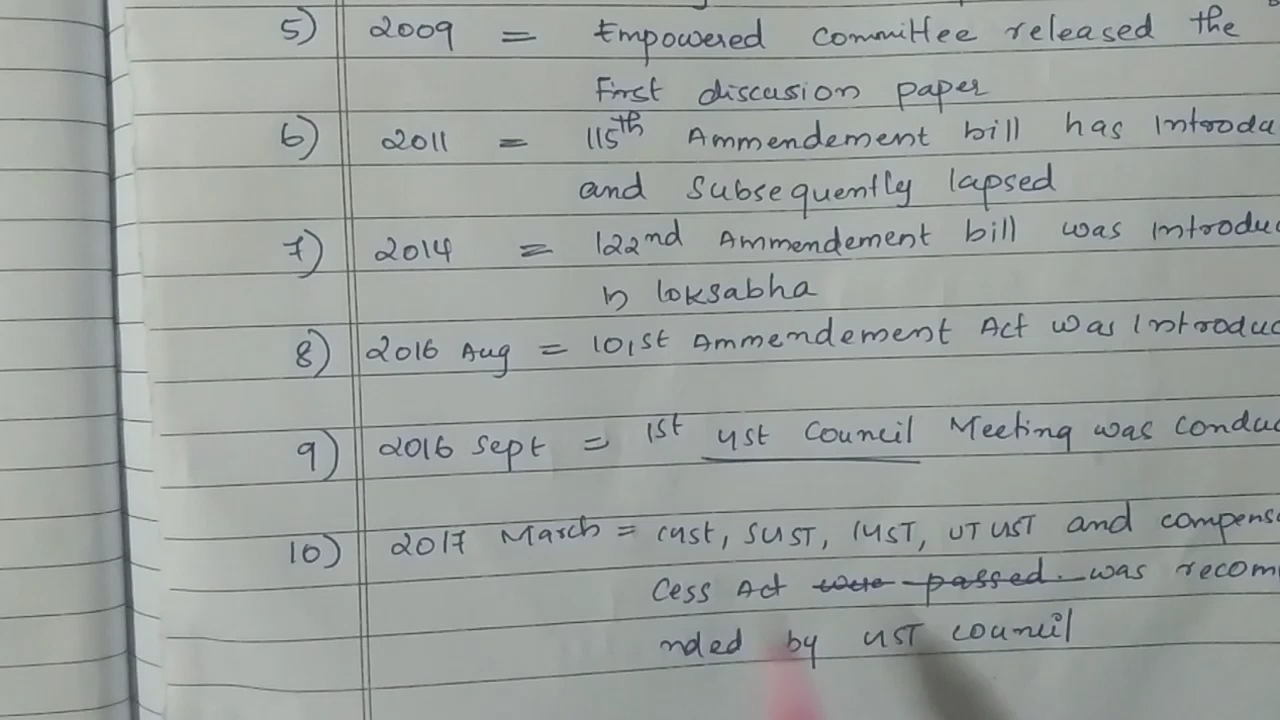 5) 2009 = Empowered committee released the
First discusion paper
6) 2011 = 115th Ammendement bill has Introdu
and subsequently lapsed
7) 2014 = 122nd Ammendement bill was introduc
in loksabha
8) 2016 Aug = 101st Ammendement Act was Introduc
9) 2016 Sept = 1st GST Council Meeting was conduc
10) 2017 March = CGST, SGST, IGST, UTGST and compens
Cess Act were passed. was recom
nded by GST council